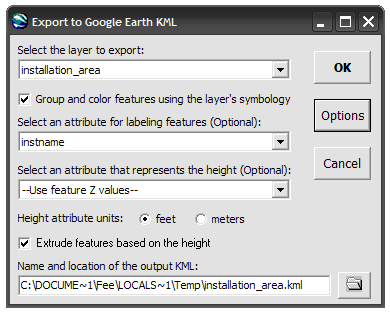 Export to Google Earth KML
Select the layer to export:
installation_area
OK
Group and color features using the layer's symbology
Options
Select an attribute for labeling features (Optional):
instname
Cancel
Select an attribute that represents the height (Optional):
--Use feature Z values--
Height attribute units: feet meters
Extrude features based on the height
Name and location of the output KML:
C:\DOCUME~1\Fee\LOCALS~1\Temp\installation_area.kml